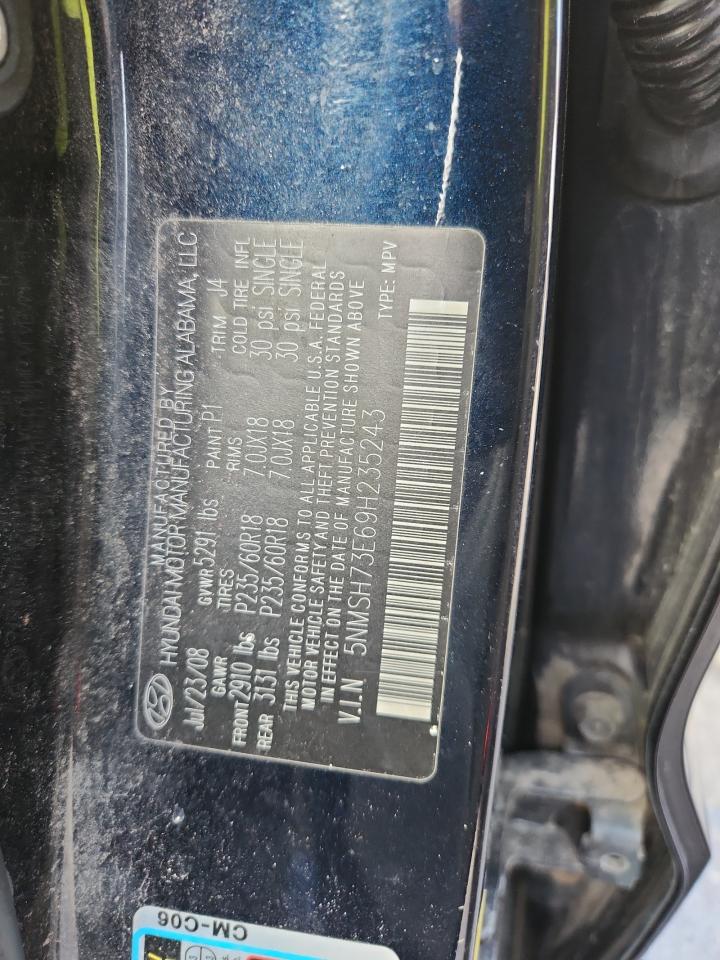 MANUFACTURED BY
HYUNDAI MOTOR MANUFACTURING ALABAMA, LLC
Jul/23/08 GVWR 5291 lbs PAINT P1 TRIM J4
GAWR TIRES RIMS COLD TIRE INFL
FRONT 2910 lbs P235/60R18 7.0JX18 30 psi SINGLE
REAR 3131 lbs P235/60R18 7.0JX18 30 psi SINGLE
THIS VEHICLE CONFORMS TO ALL APPLICABLE U.S.A. FEDERAL
MOTOR VEHICLE SAFETY AND THEFT PREVENTION STANDARDS
IN EFFECT ON THE DATE OF MANUFACTURE SHOWN ABOVE
V.I.N 5NMSH73E69H235243 TYPE: MPV
CM-C06